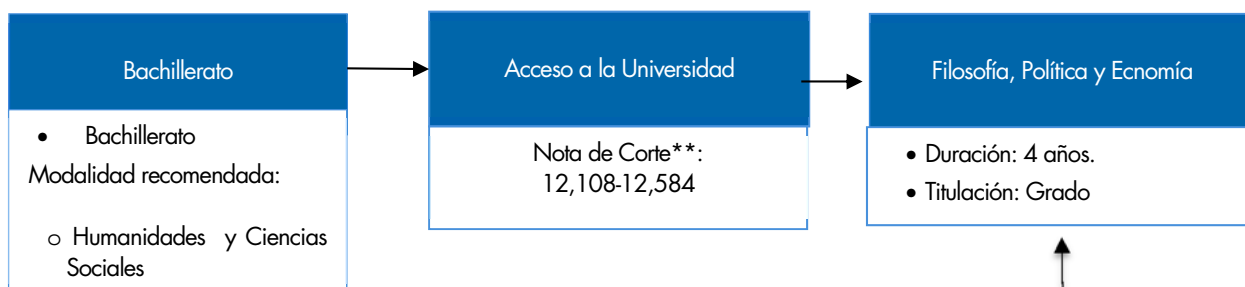 Bachillerato
• Bachillerato
Modalidad recomendada:
o Humanidades y Ciencias
Sociales
Acceso a la Universidad
Nota de Corte**:
12,108-12,584
Filosofía, Política y Ecnomía
• Duración: 4 años.
• Titulación: Grado